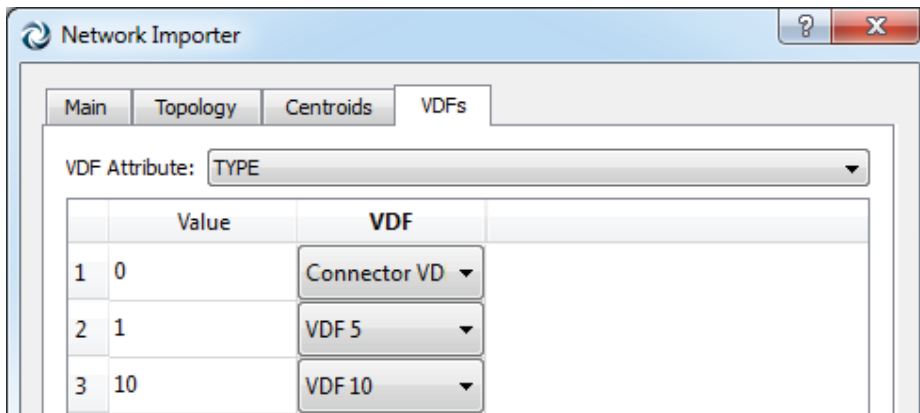 Network Importer
Main Topology Centroids VDFs
VDF Attribute: TYPE
Value VDF
1 0 Connector VD
2 1 VDF 5
3 10 VDF 10